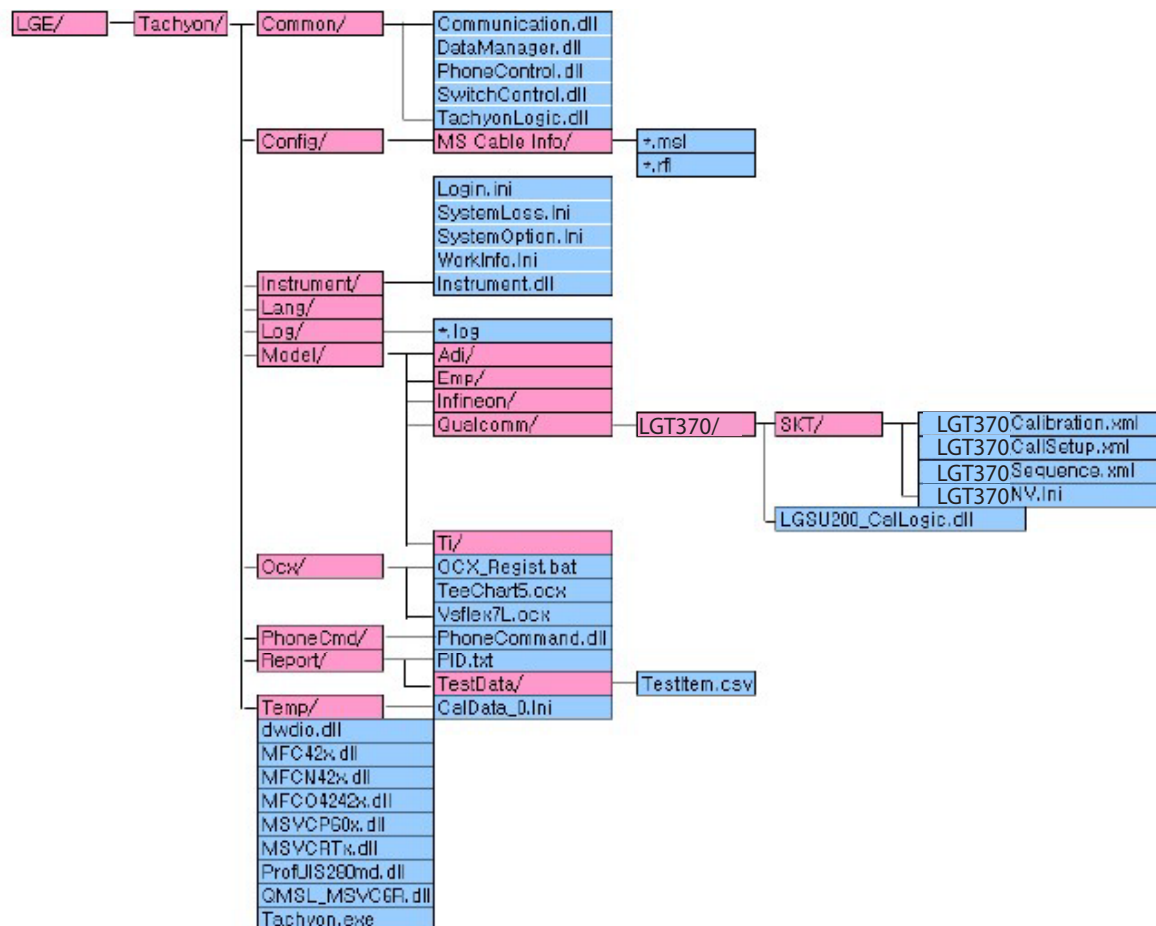 LGE/ Tachyon/ Common/ Communication.dll
DataManager.dll
PhoneControl.dll
SwitchControl.dll
TachyonLogic.dll
Config/ MS Cable Info/ *.msl
*.rfl
Login.ini
SystemLoss.Ini
SystemOption.Ini
WorkInfo.Ini
Instrument/ Instrument.dll
Lang/
Log/ *.log
Model/ Adi/
Emp/
Infineon/
Qualcomm/ LGT370/ SKT/ LGT370Calibration.xml
LGT370CallSetup.xml
LGT370Sequence.xml
LGT370NV.Ini
LGSU200_CalLogic.dll
Ti/
Ocx/ OCX_Regist.bat
TeeChart5.ocx
Vsflex7L.ocx
PhoneCmd/ PhoneCommand.dll
Report/ PID.txt
TestData/ TestItem.csv
Temp/ CalData_0.Ini
dwdio.dll
MFC42x.dll
MFCN42x.dll
MFCO4242x.dll
MSVCP60x.dll
MSVCRTx.dll
ProfUIS280md.dll
QMSL_MSVC6R.dll
Tachyon.exe